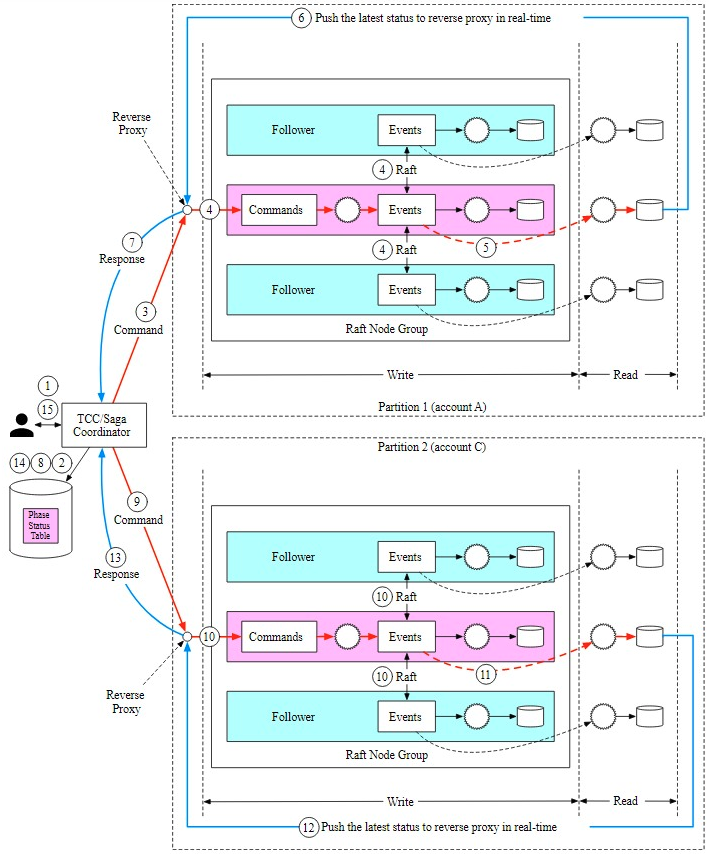 6 Push the latest status to reverse proxy in real-time
Reverse
Proxy
Follower
Events
4 Raft
4
Commands
Events
5
7
Response
4 Raft
3
Command
Follower
Events
Raft Node Group
Write
Read
Partition 1 (account A)
1
15
TCC/Saga
Coordinator
14 8 2
Phase
Status
Table
Partition 2 (account C)
9
Command
13
Response
Follower
Events
10 Raft
10
Commands
Events
11
10 Raft
Reverse
Proxy
Follower
Events
Raft Node Group
Write
Read
12 Push the latest status to reverse proxy in real-time